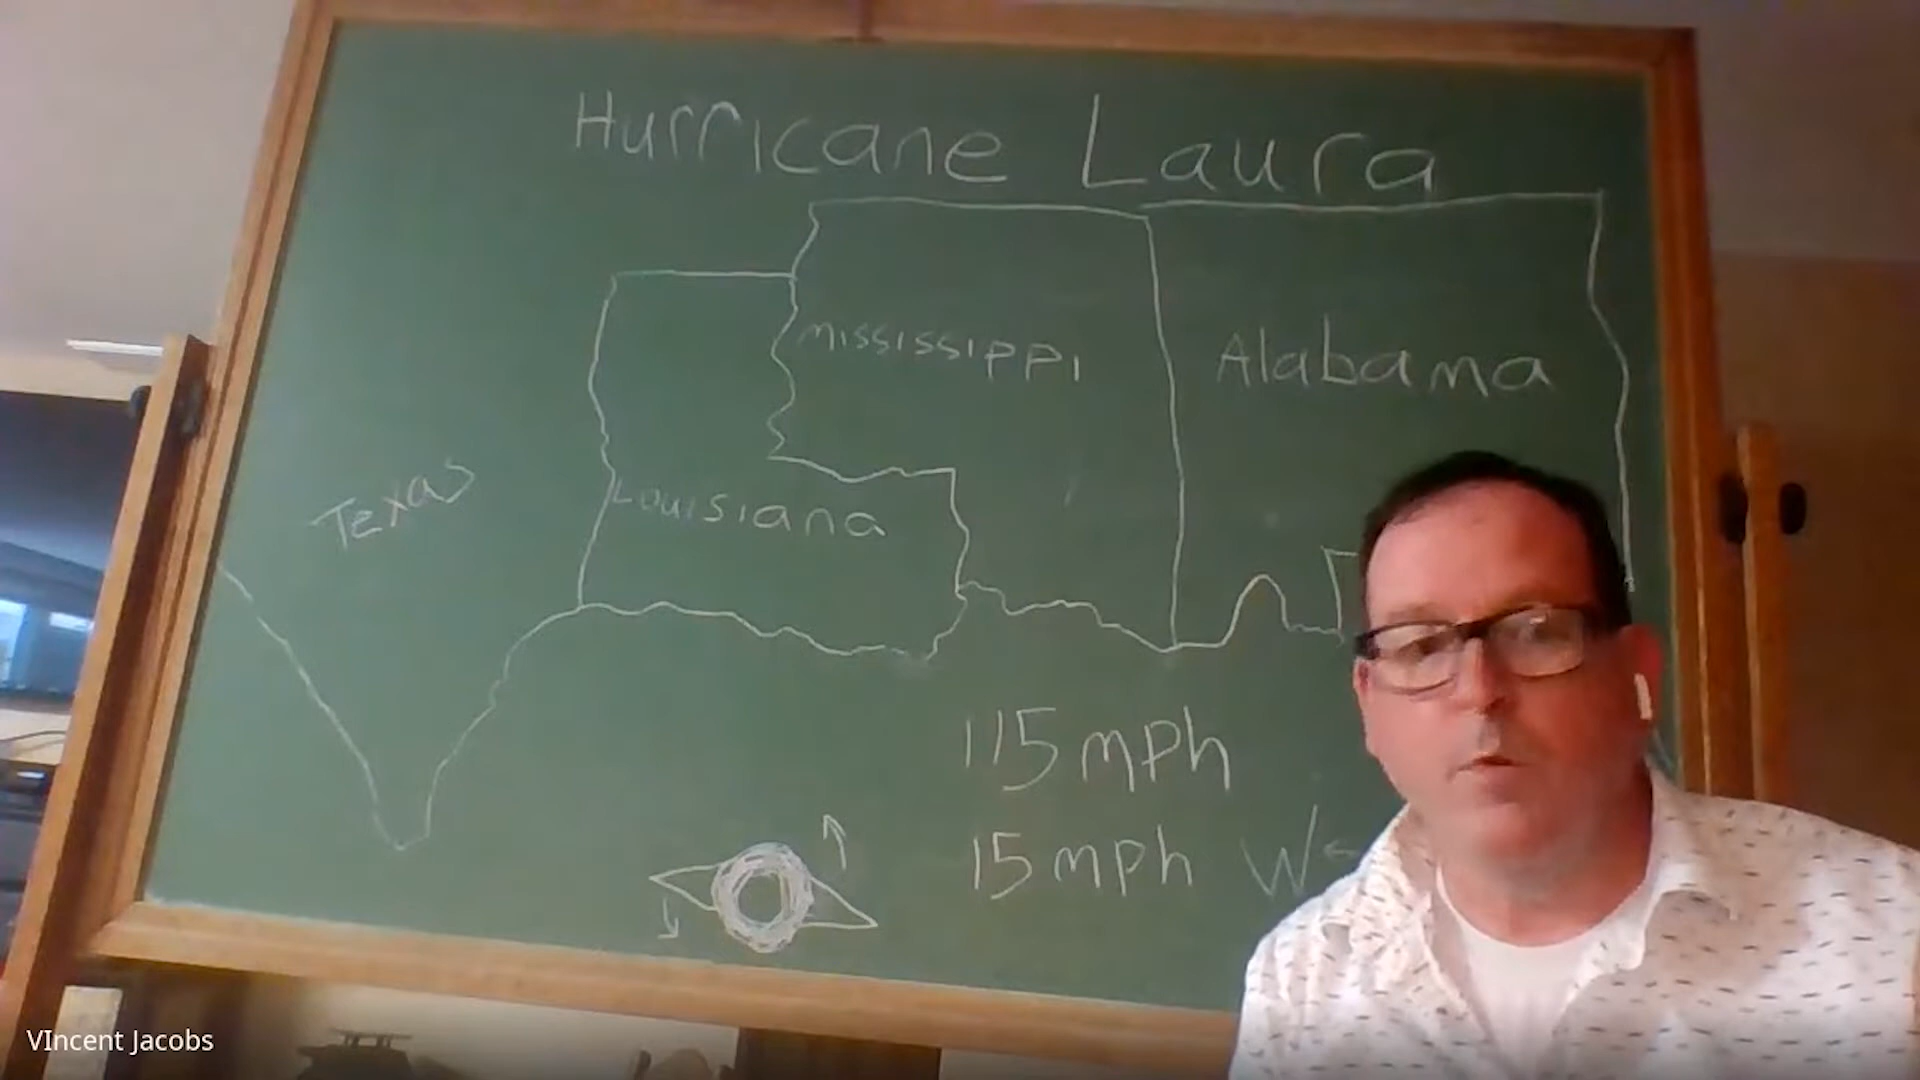 Hurricane Laura
Mississippi
Alabama
Texas
Louisiana
115 mph
15 mph
VIncent Jacobs